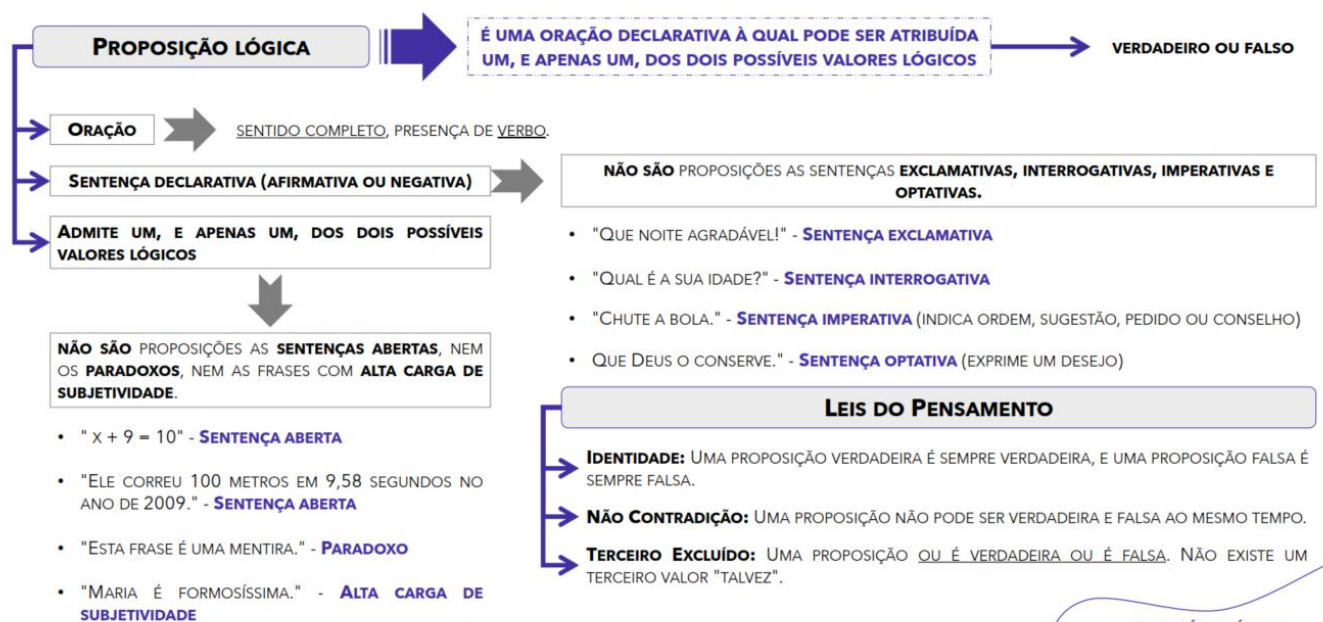 PROPOSIÇÃO LÓGICA
É UMA ORAÇÃO DECLARATIVA À QUAL PODE SER ATRIBUÍDA
UM, E APENAS UM, DOS DOIS POSSÍVEIS VALORES LÓGICOS
VERDADEIRO OU FALSO
ORAÇÃO
SENTIDO COMPLETO, PRESENÇA DE VERBO.
SENTENÇA DECLARATIVA (AFIRMATIVA OU NEGATIVA)
ADMITE UM, E APENAS UM, DOS DOIS POSSÍVEIS
VALORES LÓGICOS
NÃO SÃO PROPOSIÇÕES AS SENTENÇAS ABERTAS, NEM
OS PARADOXOS, NEM AS FRASES COM ALTA CARGA DE
SUBJETIVIDADE.
• " X + 9 = 10" - SENTENÇA ABERTA
• "ELE CORREU 100 METROS EM 9,58 SEGUNDOS NO
ANO DE 2009." - SENTENÇA ABERTA
• "ESTA FRASE É UMA MENTIRA." - PARADOXO
• "MARIA É FORMOSÍSSIMA." - ALTA CARGA DE
SUBJETIVIDADE
NÃO SÃO PROPOSIÇÕES AS SENTENÇAS EXCLAMATIVAS, INTERROGATIVAS, IMPERATIVAS E
OPTATIVAS.
• "QUE NOITE AGRADÁVEL!" - SENTENÇA EXCLAMATIVA
• "QUAL É A SUA IDADE?" - SENTENÇA INTERROGATIVA
• "CHUTE A BOLA." - SENTENÇA IMPERATIVA (INDICA ORDEM, SUGESTÃO, PEDIDO OU CONSELHO)
• QUE DEUS O CONSERVE." - SENTENÇA OPTATIVA (EXPRIME UM DESEJO)
LEIS DO PENSAMENTO
IDENTIDADE: UMA PROPOSIÇÃO VERDADEIRA É SEMPRE VERDADEIRA, E UMA PROPOSIÇÃO FALSA É
SEMPRE FALSA.
NÃO CONTRADIÇÃO: UMA PROPOSIÇÃO NÃO PODE SER VERDADEIRA E FALSA AO MESMO TEMPO.
TERCEIRO EXCLUÍDO: UMA PROPOSIÇÃO OU É VERDADEIRA OU É FALSA. NÃO EXISTE UM
TERCEIRO VALOR "TALVEZ".